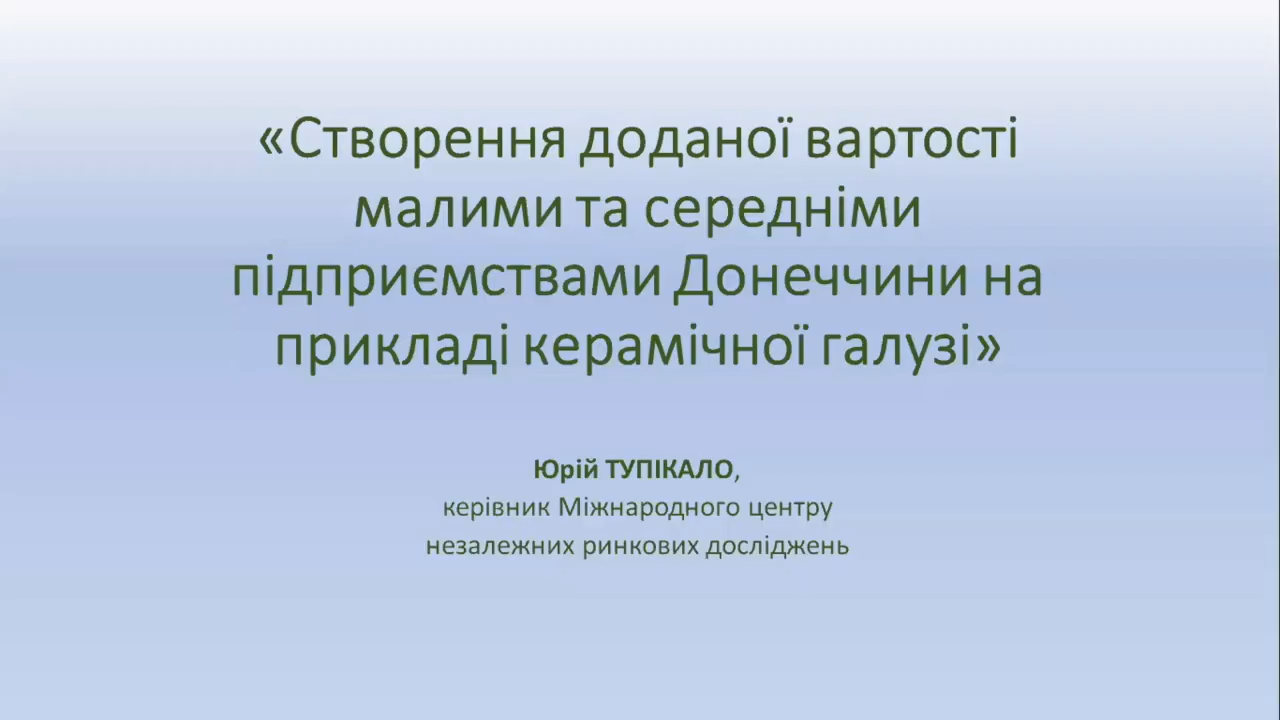 «Створення доданої вартості
малими та середніми
підприємствами Донеччини на
прикладі керамічної галузі»
Юрій ТУПІКАЛО,
керівник Міжнародного центру
незалежних ринкових досліджень